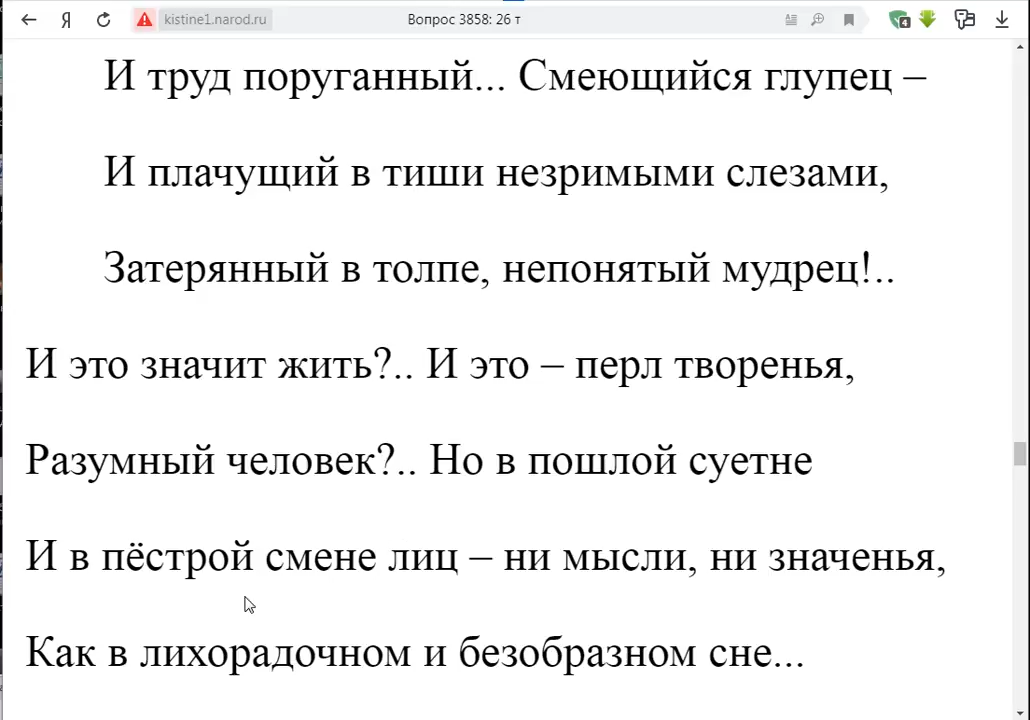 Я kistine1.narod.ru Вопрос 3858: 26 т 4
И труд поруганный... Смеющийся глупец –
И плачущий в тиши незримыми слезами,
Затерянный в толпе, непонятый мудрец!..
И это значит жить?.. И это – перл творенья,
Разумный человек?.. Но в пошлой суетне
И в пёстрой смене лиц – ни мысли, ни значенья,
Как в лихорадочном и безобразном сне...